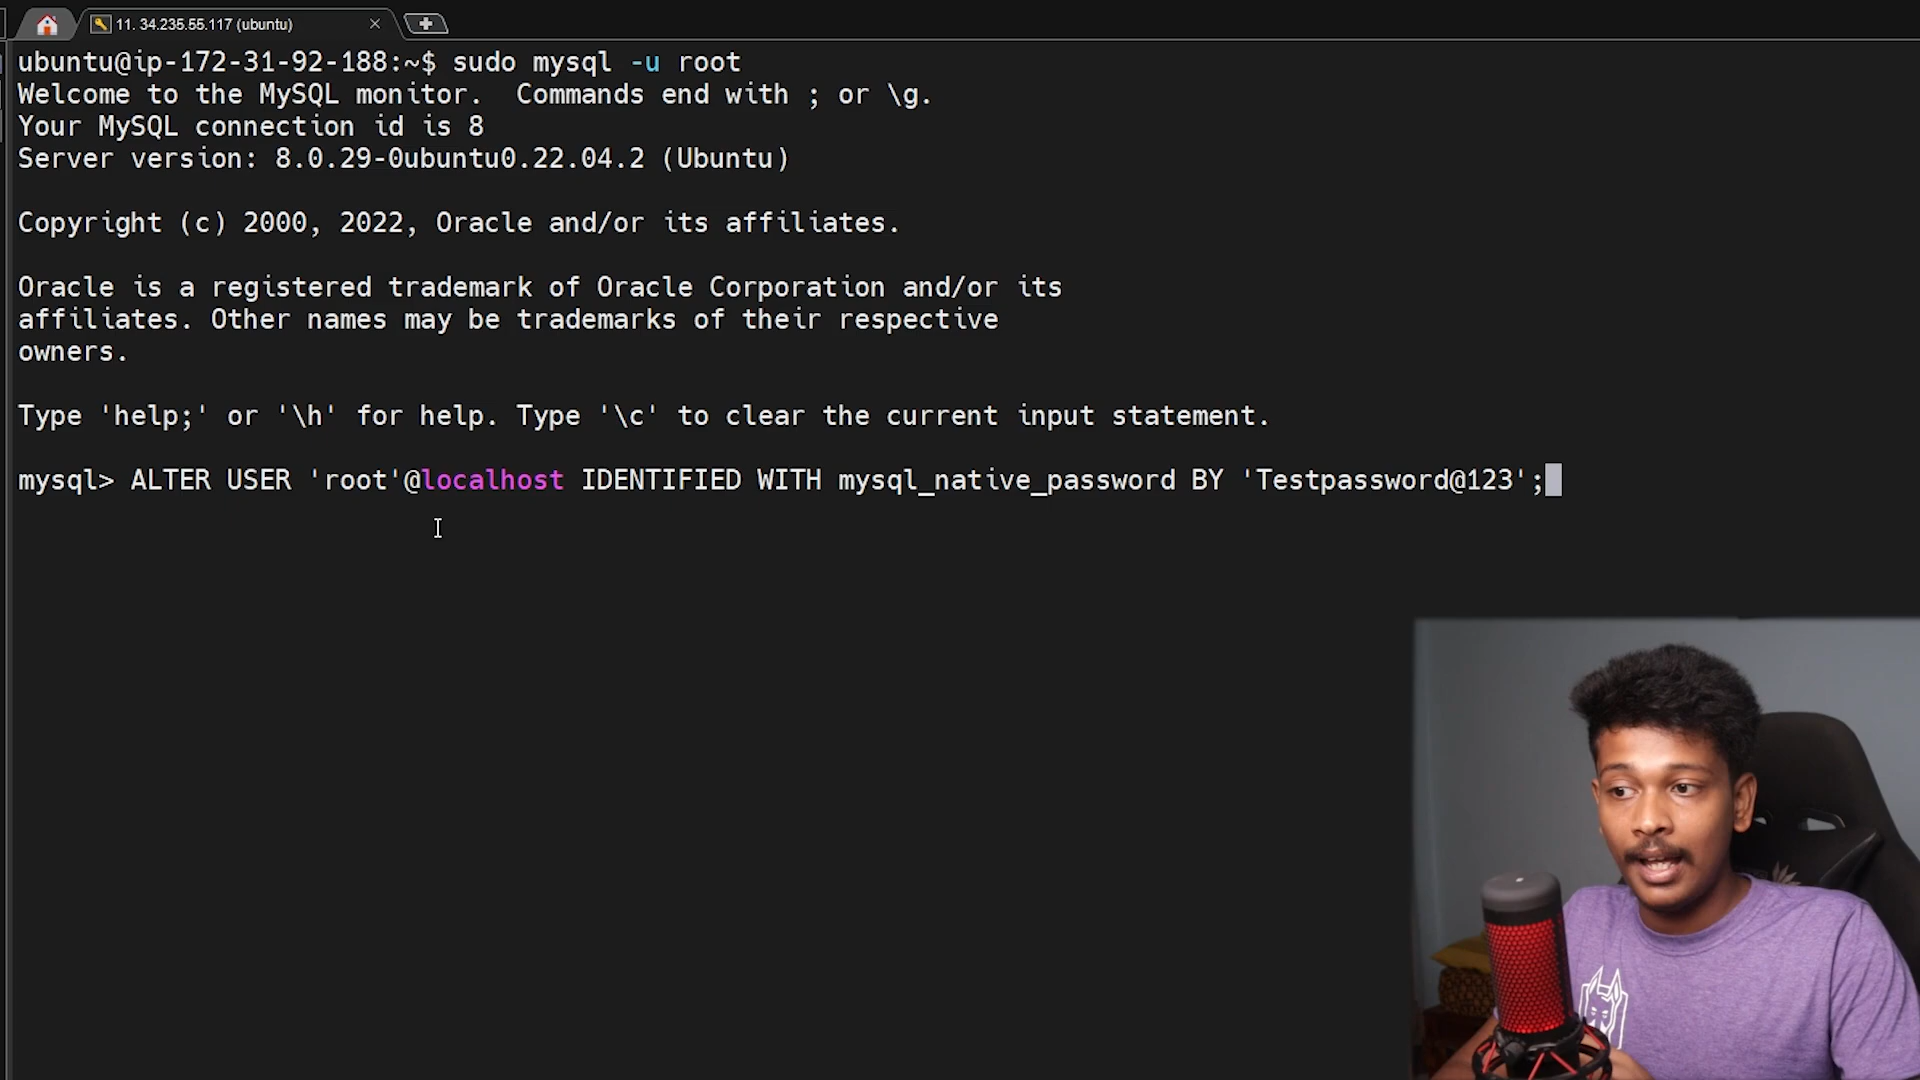 11. 34.235.55.117 (ubuntu)
ubuntu@ip-172-31-92-188:~$ sudo mysql -u root
Welcome to the MySQL monitor.  Commands end with ; or \g.
Your MySQL connection id is 8
Server version: 8.0.29-0ubuntu0.22.04.2 (Ubuntu)
Copyright (c) 2000, 2022, Oracle and/or its affiliates.
Oracle is a registered trademark of Oracle Corporation and/or its
affiliates. Other names may be trademarks of their respective
owners.
Type 'help;' or '\h' for help. Type '\c' to clear the current input statement.
mysql> ALTER USER 'root'@localhost IDENTIFIED WITH mysql_native_password BY 'Testpassword@123';